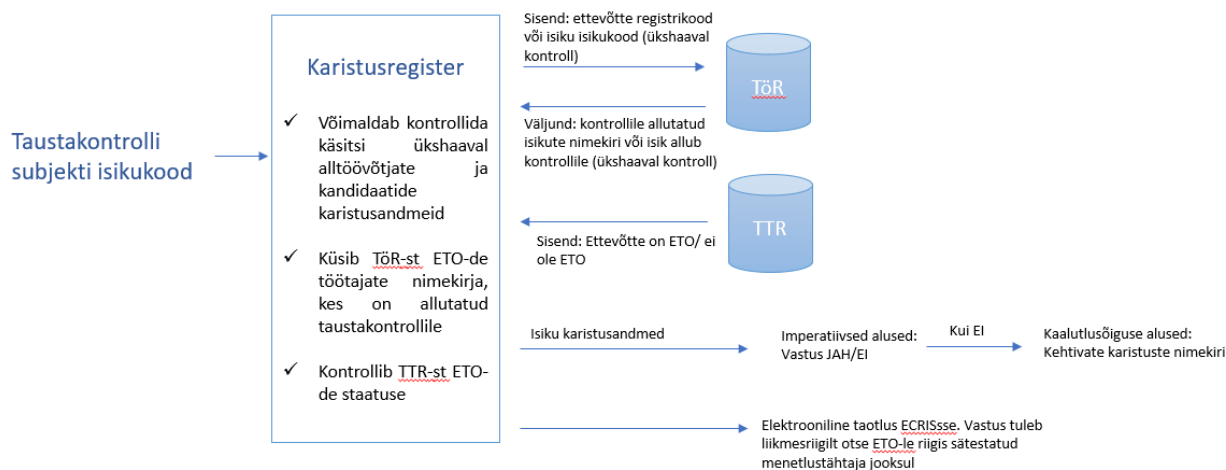 Taustakontrolli
subjekti isikukood
Karistusregister
✓ Võimaldab kontrollida
käsitsi ükshaaval
alltöövõtjate ja
kandidaatide
karistusandmeid
✓ Küsib TöR-st ETO-de
töötajate nimekirja,
kes on allutatud
taustakontrollile
✓ Kontrollib TTR-st ETO-
de staatuse
Sisend: ettevõtte registrikood
või isiku isikukood (ükshaaval
kontroll)
TöR
Väljund: kontrollile allutatud
isikute nimekiri või isik allub
kontrollile (ükshaaval kontroll)
TTR
Sisend: Ettevõtte on ETO/ ei
ole ETO
Isiku karistusandmed
Imperatiivsed alused:
Vastus JAH/EI
Kui EI
Kaalutlusõiguse alused:
Kehtivate karistuste nimekiri
Elektrooniline taotlus ECRISsse. Vastus tuleb
liikmesriigilt otse ETO-le riigis sätestatud
menetlustähtaja jooksul